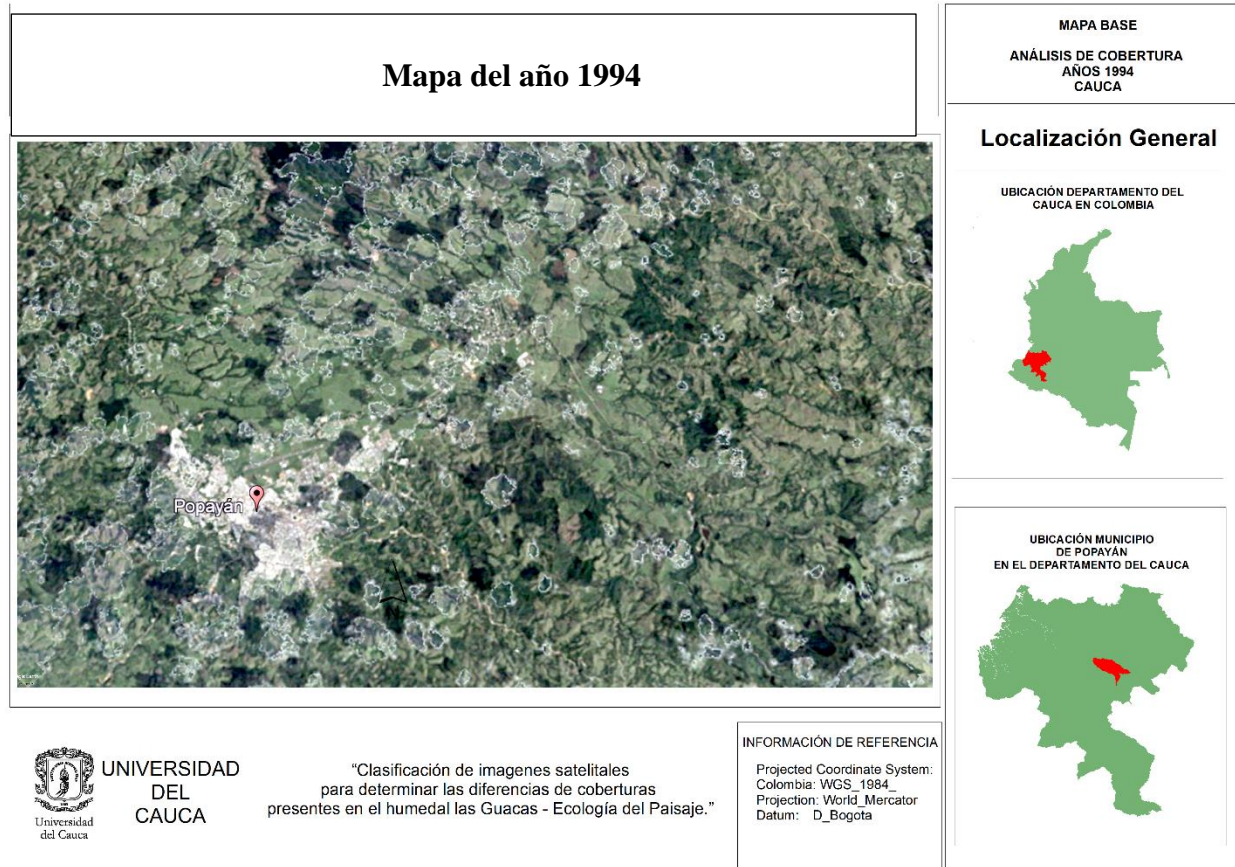 Mapa del año 1994
MAPA BASE
ANÁLISIS DE COBERTURA
AÑOS 1994
CAUCA
Localización General
UBICACIÓN DEPARTAMENTO DEL
CAUCA EN COLOMBIA
Popayán
UBICACIÓN MUNICIPIO
DE POPAYÁN
EN EL DEPARTAMENTO DEL CAUCA
Universidad
del Cauca
UNIVERSIDAD
DEL
CAUCA
“Clasificación de imagenes satelitales
para determinar las diferencias de coberturas
presentes en el humedal las Guacas - Ecología del Paisaje.”
INFORMACIÓN DE REFERENCIA
Projected Coordinate System:
Colombia: WGS_1984_
Projection: World_Mercator
Datum: D_Bogota